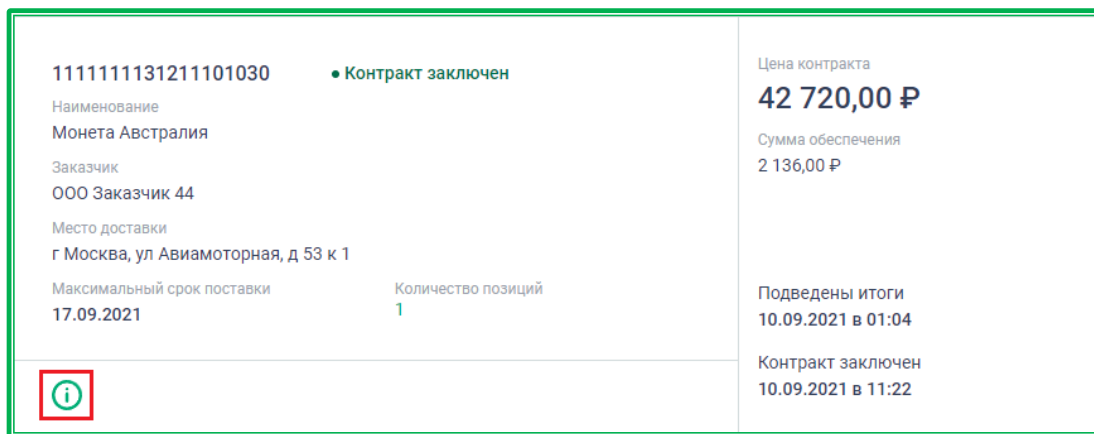 1111111131211101030
• Контракт заключен
Наименование
Монета Австралия
Заказчик
ООО Заказчик 44
Место доставки
г Москва, ул Авиамоторная, д 53 к 1
Максимальный срок поставки
17.09.2021
Количество позиций
1
Цена контракта
42 720,00 ₽
Сумма обеспечения
2 136,00 ₽
Подведены итоги
10.09.2021 в 01:04
Контракт заключен
10.09.2021 в 11:22